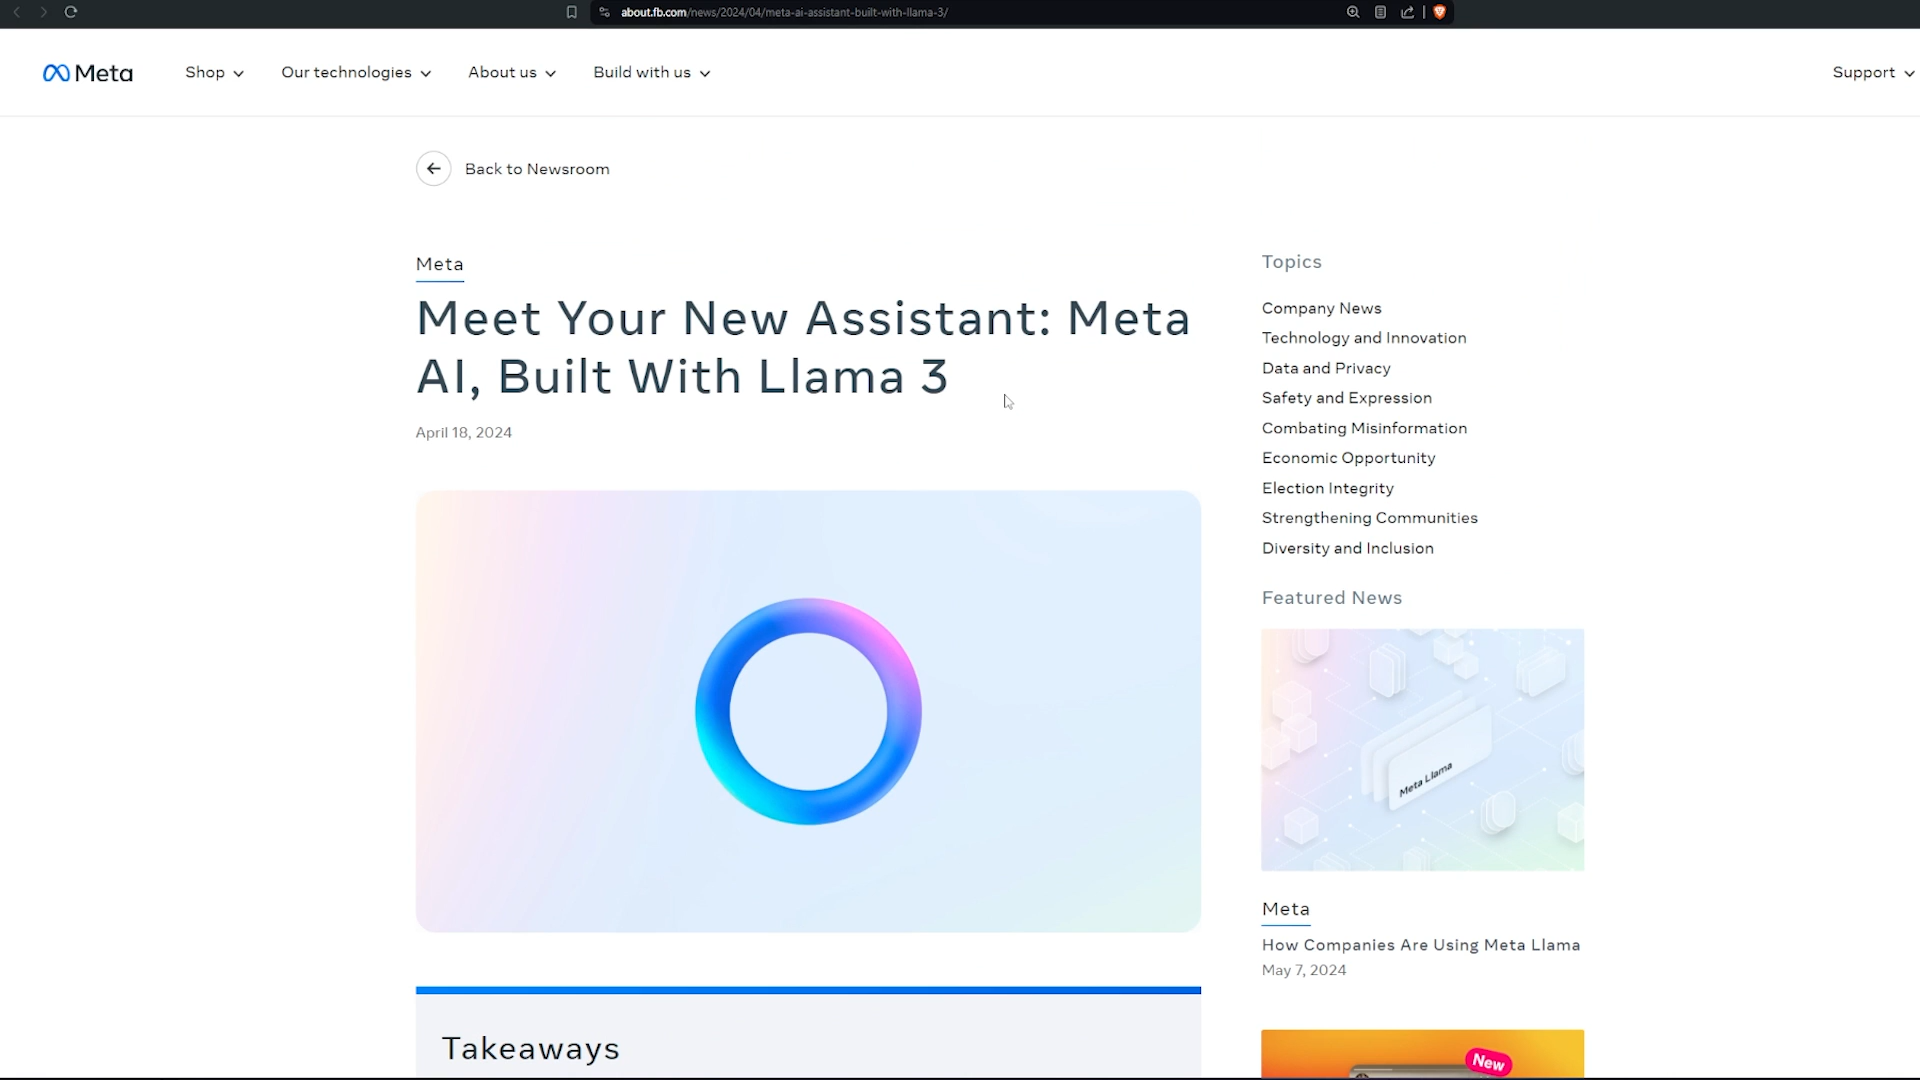 about.fb.com/news/2024/04/meta-ai-assistant-built-with-llama-3/
Meta
Shop
Our technologies
About us
Build with us
Support
Back to Newsroom
Meta
Meet Your New Assistant: Meta
AI, Built With Llama 3
April 18, 2024
Takeaways
Topics
Company News
Technology and Innovation
Data and Privacy
Safety and Expression
Combating Misinformation
Economic Opportunity
Election Integrity
Strengthening Communities
Diversity and Inclusion
Featured News
Meta Llama
Meta
How Companies Are Using Meta Llama
May 7, 2024
New